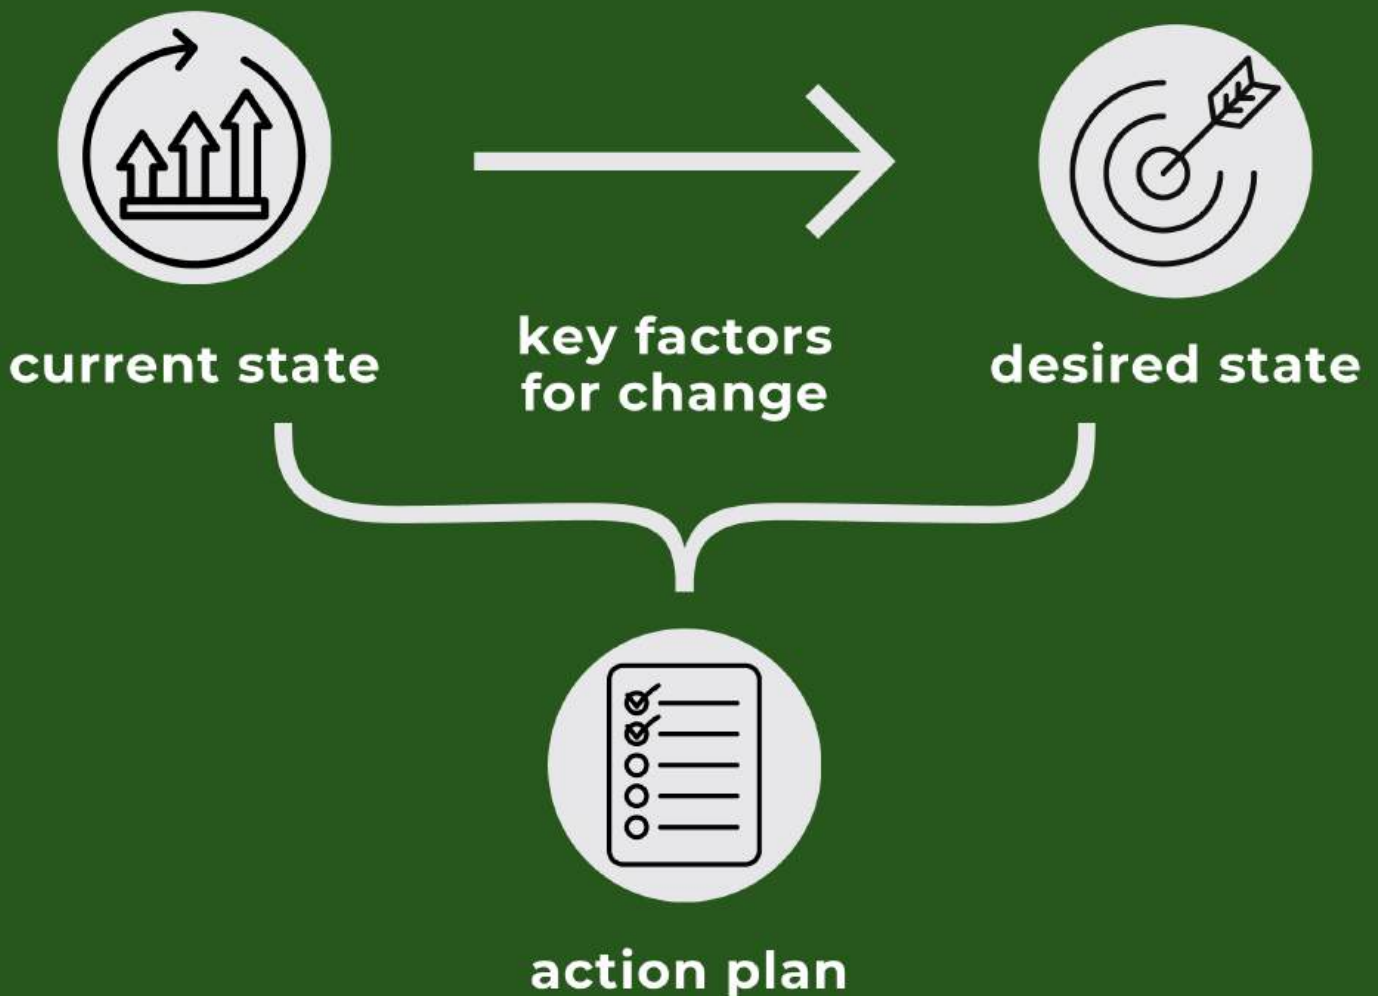 current state
key factors
for change
desired state
action plan